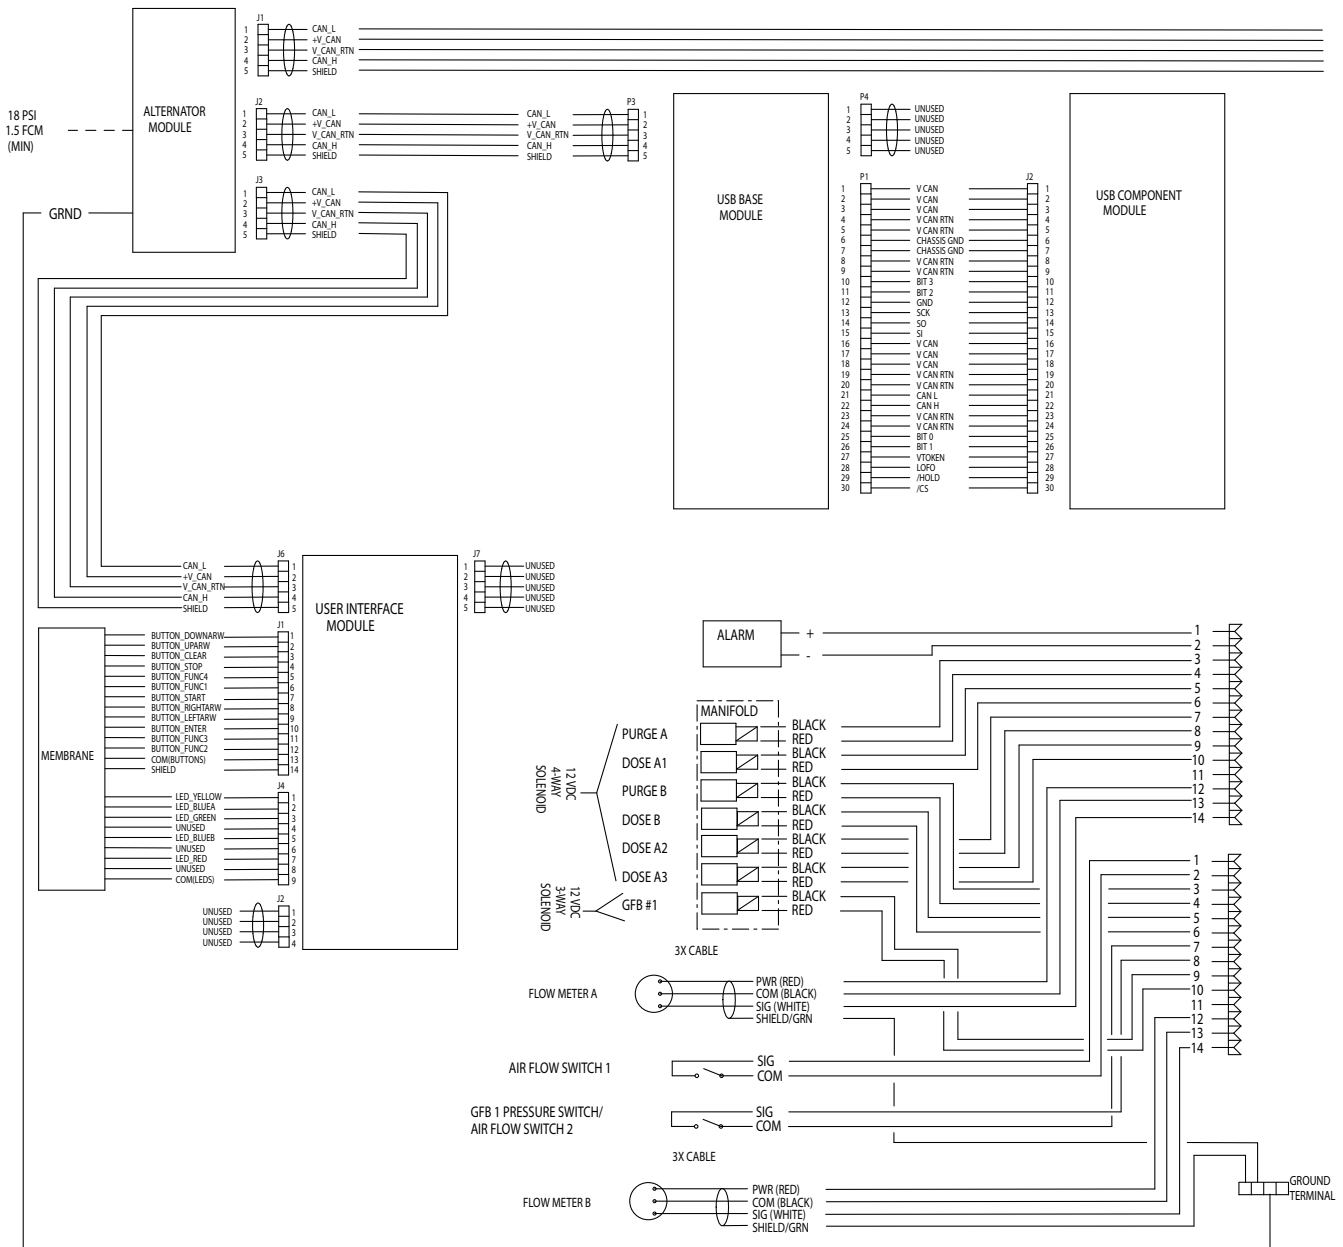 18 PSI
1.5 FCM
(MIN)
ALTERNATOR
MODULE
GRND
J1
1 CAN_L
2 +V_CAN
3 V_CAN_RTN
4 CAN_H
5 SHIELD
J2
1 CAN_L
2 +V_CAN
3 V_CAN_RTN
4 CAN_H
5 SHIELD
P3
CAN_L 1
+V_CAN 2
V_CAN_RTN 3
CAN_H 4
SHIELD 5
J3
1 CAN_L
2 +V_CAN
3 V_CAN_RTN
4 CAN_H
5 SHIELD
USB BASE
MODULE
P4
1 UNUSED
2 UNUSED
3 UNUSED
4 UNUSED
5 UNUSED
USB COMPONENT
MODULE
P1 J2
1 V CAN 1
2 V CAN 2
3 V CAN 3
4 V CAN RTN 4
5 V CAN RTN 5
6 CHASSIS GND 6
7 CHASSIS GND 7
8 V CAN RTN 8
9 V CAN RTN 9
10 BIT 3 10
11 BIT 2 11
12 GND 12
13 SCK 13
14 SO 14
15 SI 15
16 V CAN 16
17 V CAN 17
18 V CAN 18
19 V CAN RTN 19
20 V CAN RTN 20
21 CAN L 21
22 CAN H 22
23 V CAN RTN 23
24 V CAN RTN 24
25 BIT 0 25
26 BIT 1 26
27 VTOKEN 27
28 LOFO 28
29 /HOLD 29
30 /CS 30
J6
CAN_L 1
+V_CAN 2
V_CAN_RTN 3
CAN_H 4
SHIELD 5
USER INTERFACE
MODULE
J7
1 UNUSED
2 UNUSED
3 UNUSED
4 UNUSED
5 UNUSED
MEMBRANE
J1
BUTTON_DOWNARW 1
BUTTON_UPARW 2
BUTTON_CLEAR 3
BUTTON_STOP 4
BUTTON_FUNC4 5
BUTTON_FUNC1 6
BUTTON_START 7
BUTTON_RIGHTARW 8
BUTTON_LEFTARW 9
BUTTON_ENTER 10
BUTTON_FUNC3 11
BUTTON_FUNC2 12
COM(BUTTONS) 13
SHIELD 14
J4
LED_YELLOW 1
LED_BLUEA 2
LED_GREEN 3
UNUSED 4
LED_BLUEB 5
UNUSED 6
LED_RED 7
UNUSED 8
COM(LEDS) 9
J2
UNUSED 1
UNUSED 2
UNUSED 3
UNUSED 4
ALARM
+
-
MANIFOLD
12 VDC
4-WAY
SOLENOID
PURGE A
BLACK
RED
DOSE A1
BLACK
RED
PURGE B
BLACK
RED
DOSE B
BLACK
RED
DOSE A2
BLACK
RED
DOSE A3
BLACK
RED
12 VDC
3-WAY
SOLENOID
GFB #1
BLACK
RED
1
2
3
4
5
6
7
8
9
10
11
12
13
14
1
2
3
4
5
6
7
8
9
10
11
12
13
14
3X CABLE
FLOW METER A
PWR (RED)
COM (BLACK)
SIG (WHITE)
SHIELD/GRN
AIR FLOW SWITCH 1
SIG
COM
GFB 1 PRESSURE SWITCH/
AIR FLOW SWITCH 2
SIG
COM
3X CABLE
FLOW METER B
PWR (RED)
COM (BLACK)
SIG (WHITE)
SHIELD/GRN
GROUND
TERMINAL